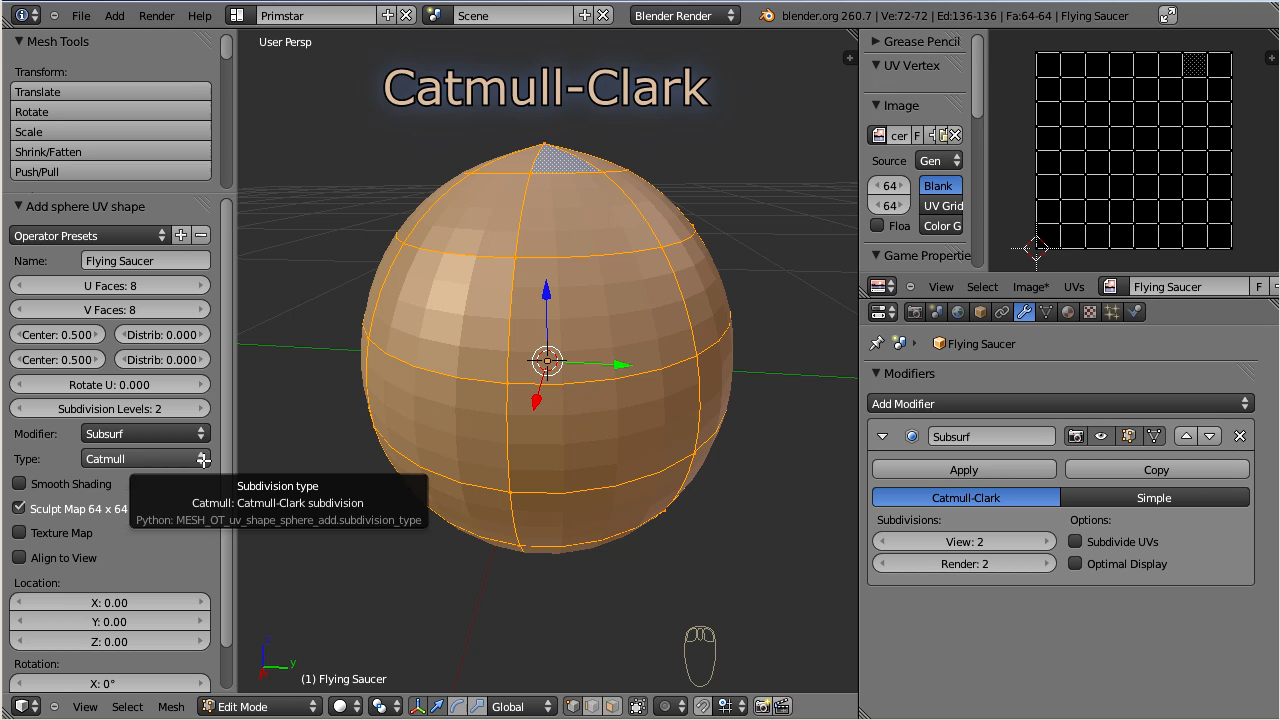 File Add Render Help Primstar Scene Blender Render blender.org 260.7 | Ve:72-72 | Ed:136-136 | Fa:64-64 | Flying Saucer
Mesh Tools
Transform:
Translate
Rotate
Scale
Shrink/Fatten
Push/Pull
Add sphere UV shape
Operator Presets
Name: Flying Saucer
U Faces: 8
V Faces: 8
Center: 0.500 Distrib: 0.000
Center: 0.500 Distrib: 0.000
Rotate U: 0.000
Subdivision Levels: 2
Modifier: Subsurf
Type: Catmull
Smooth Shading
Sculpt Map 64 x 64
Texture Map
Align to View
Location:
X: 0.00
Y: 0.00
Z: 0.00
Rotation:
X: 0°
User Persp
Catmull-Clark
Subdivision type
Catmull: Catmull-Clark subdivision
Python: MESH_OT_uv_shape_sphere_add.subdivision_type
z
y
(1) Flying Saucer
View Select Mesh Edit Mode Global
Grease Pencil
UV Vertex
Image
cer F
Source Gen
64 Blank
64 UV Grid
Floa Color G
Game Propertie
View Select Image* UVs Flying Saucer F
Flying Saucer
Modifiers
Add Modifier
Subsurf
Apply Copy
Catmull-Clark Simple
Subdivisions: Options:
View: 2 Subdivide UVs
Render: 2 Optimal Display